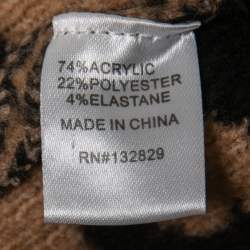 74%ACRYLIC
22%POLYESTER
4%ELASTANE
MADE IN CHINA
RN#132829